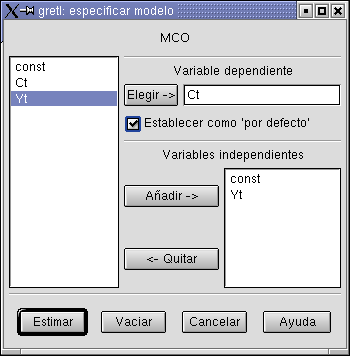 gretl: especificar modelo
MCO
const
Ct
Yt
Variable dependiente
Elegir ->
Ct
Establecer como 'por defecto'
Variables independientes
Añadir ->
const
Yt
<- Quitar
Estimar
Vaciar
Cancelar
Ayuda